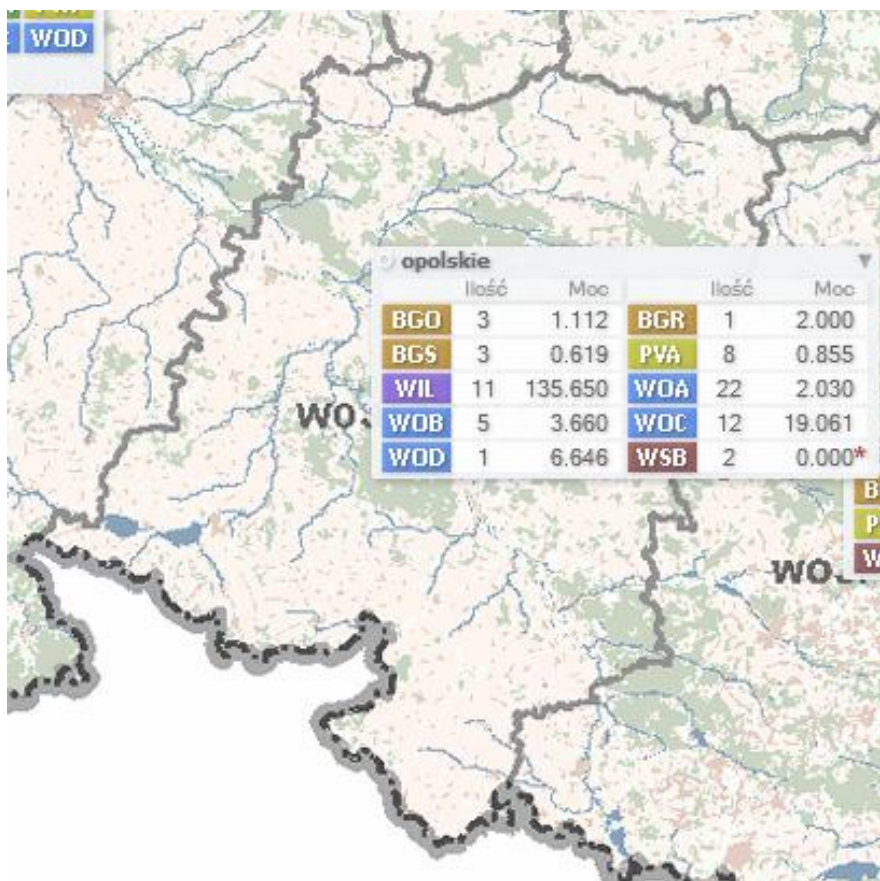 WOD
opolskie
Ilość Moc Ilość Moc
BGO 3 1.112 BGR 1 2.000
BGS 3 0.619 PVA 8 0.855
WIL 11 135.650 WOA 22 2.030
WOB 5 3.660 WOC 12 19.061
WOD 1 6.646 WSB 2 0.000*